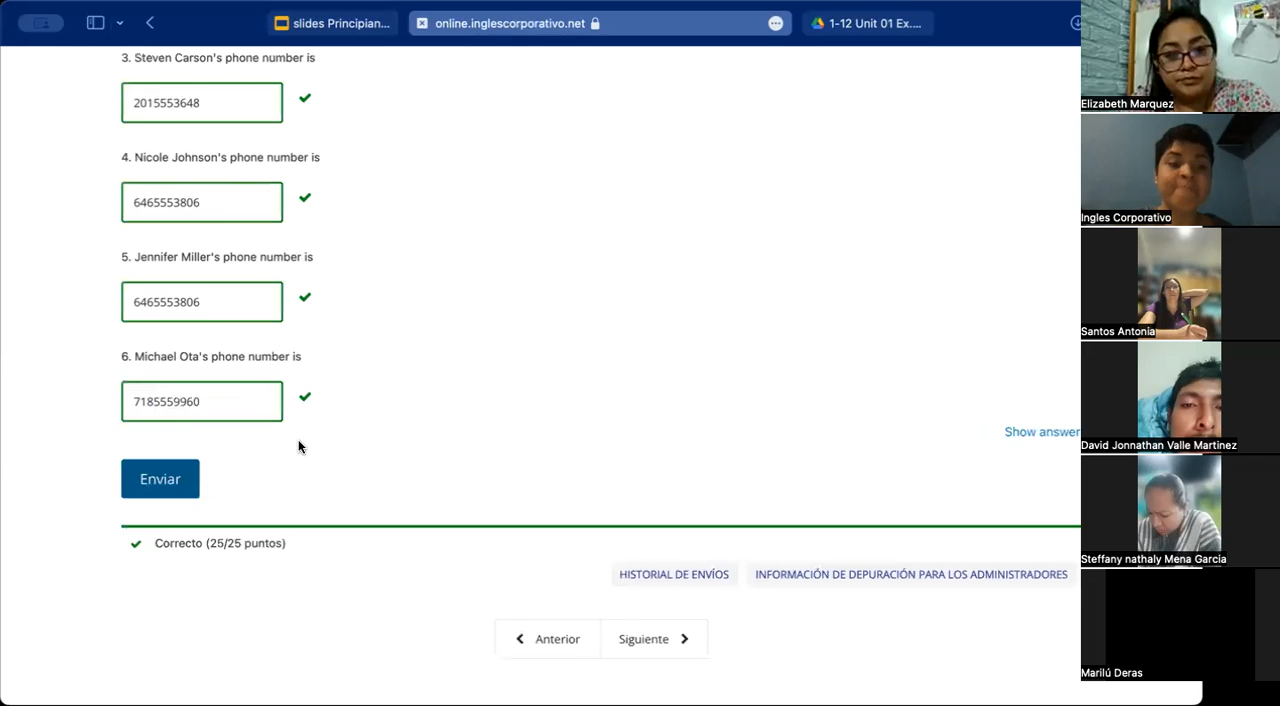 slides Principian...
online.inglescorporativo.net
1-12 Unit 01 Ex....
3. Steven Carson's phone number is
2015553648
4. Nicole Johnson's phone number is
6465553806
5. Jennifer Miller's phone number is
6465553806
6. Michael Ota's phone number is
7185559960
Show answer
Enviar
Correcto (25/25 puntos)
HISTORIAL DE ENVÍOS
INFORMACIÓN DE DEPURACIÓN PARA LOS ADMINISTRADORES
Anterior
Siguiente
Elizabeth Marquez
Ingles Corporativo
Santos Antonia
David Jonnathan Valle Martinez
Steffany nathaly Mena Garcia
Marilú Deras